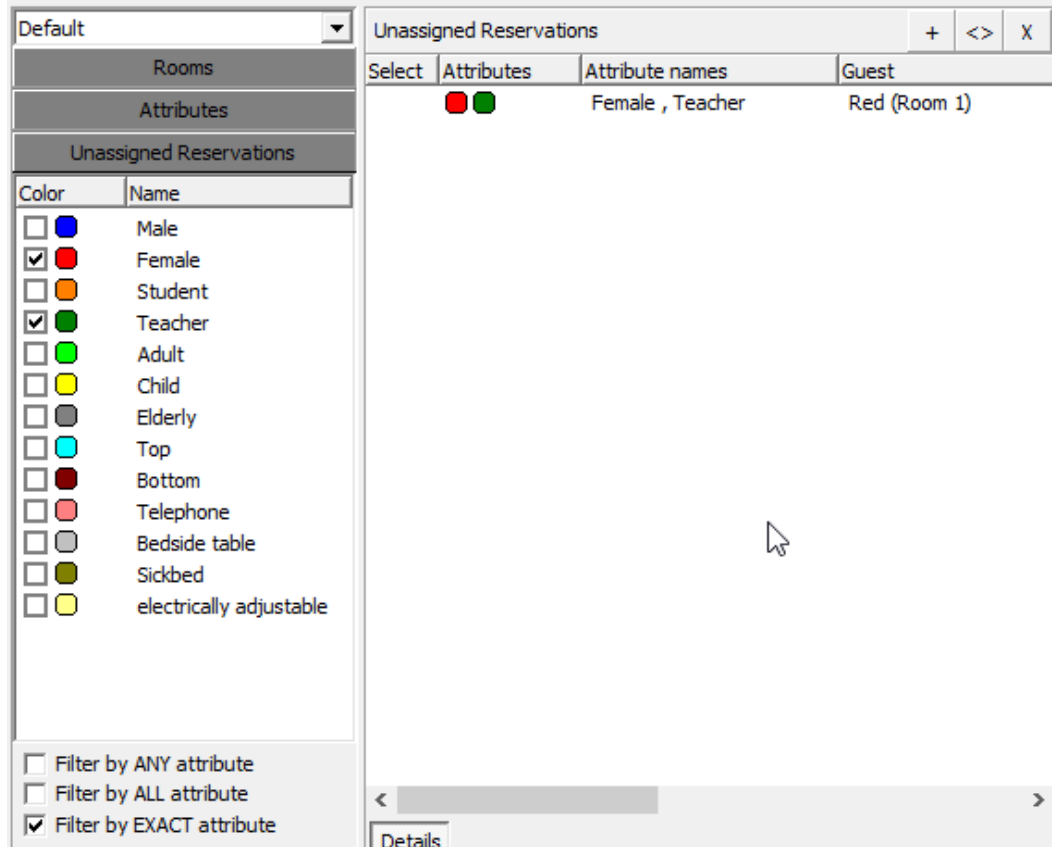 Default
Rooms
Attributes
Unassigned Reservations
Color Name
Male
Female
Student
Teacher
Adult
Child
Elderly
Top
Bottom
Telephone
Bedside table
Sickbed
electrically adjustable
Filter by ANY attribute
Filter by ALL attribute
Filter by EXACT attribute
Unassigned Reservations + <> X
Select Attributes Attribute names Guest
Female , Teacher Red (Room 1)
Details